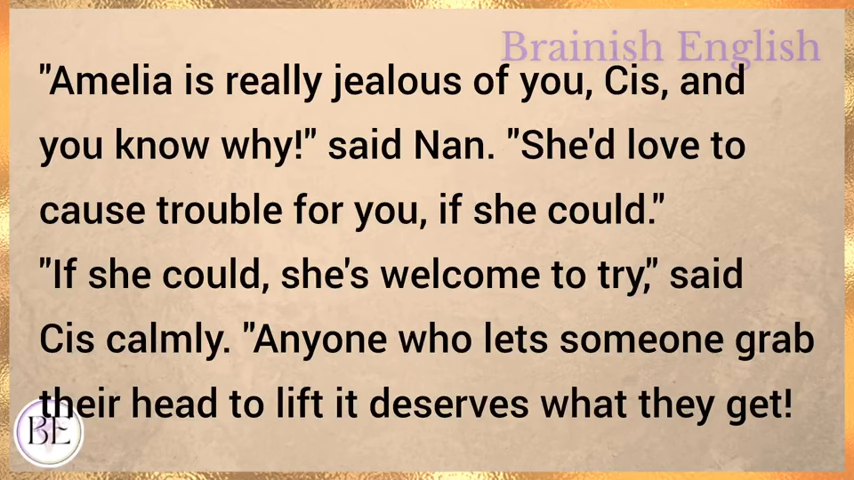 Brainish English
"Amelia is really jealous of you, Cis, and
you know why!" said Nan. "She'd love to
cause trouble for you, if she could."
"If she could, she's welcome to try," said
Cis calmly. "Anyone who lets someone grab
their head to lift it deserves what they get!
BE